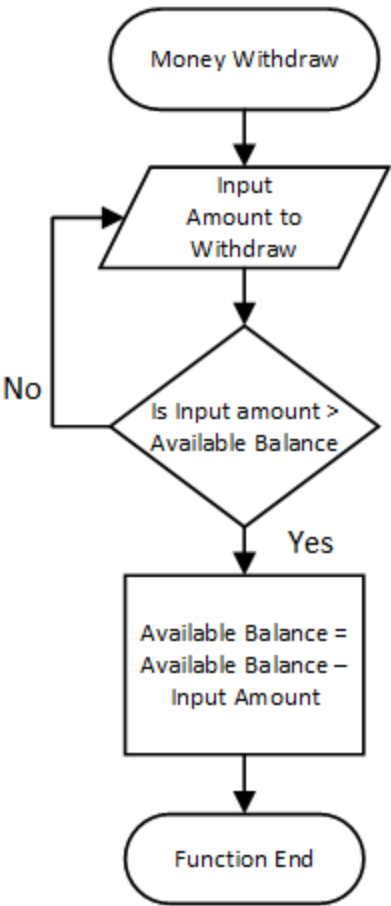 Money Withdraw
Input
Amount to
Withdraw
No
Is Input amount >
Available Balance
Yes
Available Balance =
Available Balance –
Input Amount
Function End